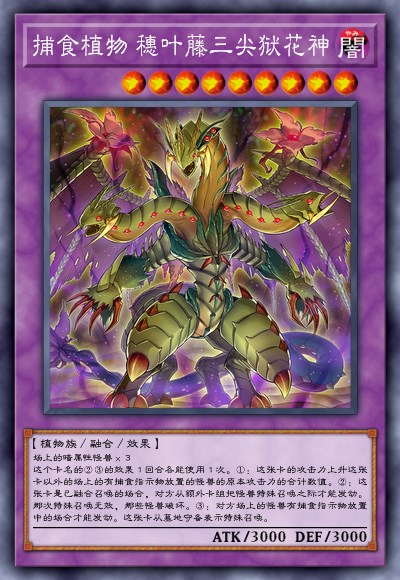 捕食植物 穗叶藤三尖狱花神
やみ
闇
【植物族／融合／效果】
场上的暗属性怪兽×3
这个卡名的②③的效果1回合各能使用1次。①：这张卡的攻击力上升这张
卡以外的场上的有捕食指示物放置的怪兽的原本攻击力的合计数值。②：这
张卡是已融合召唤的场合，对方从额外卡组把怪兽特殊召唤之际才能发动。
那次特殊召唤无效，那些怪兽破坏。③：对方场上的怪兽有捕食指示物放置
中的场合才能发动。这张卡从墓地守备表示特殊召唤。
ATK/3000 DEF/3000